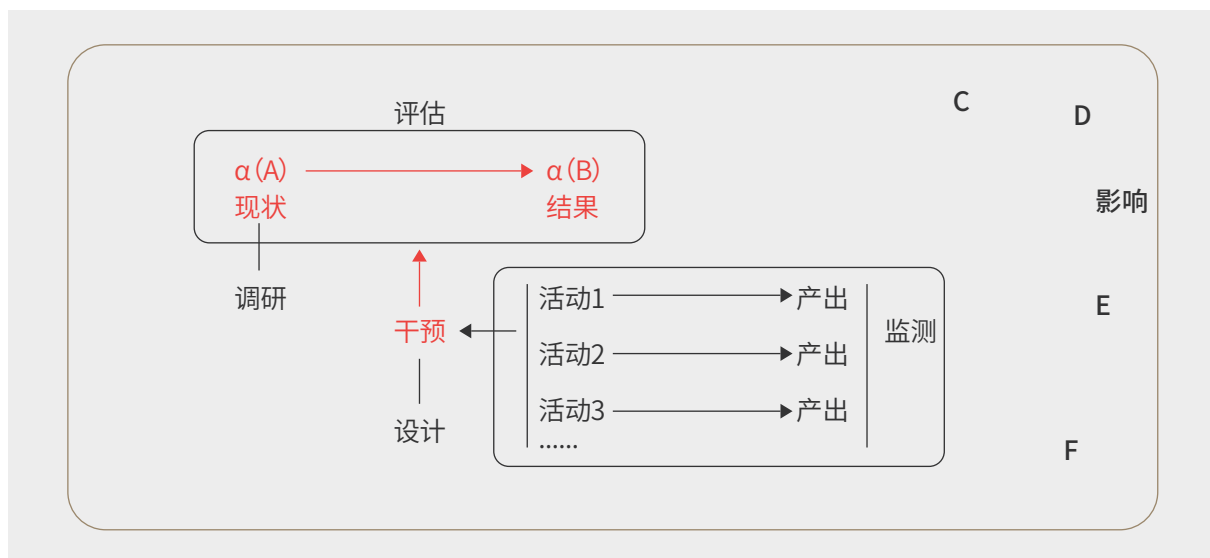 评估
α(A)
现状
α(B)
结果
调研
干预
设计
活动1
产出
活动2
产出
活动3
产出
......
监测
C
D
影响
E
F